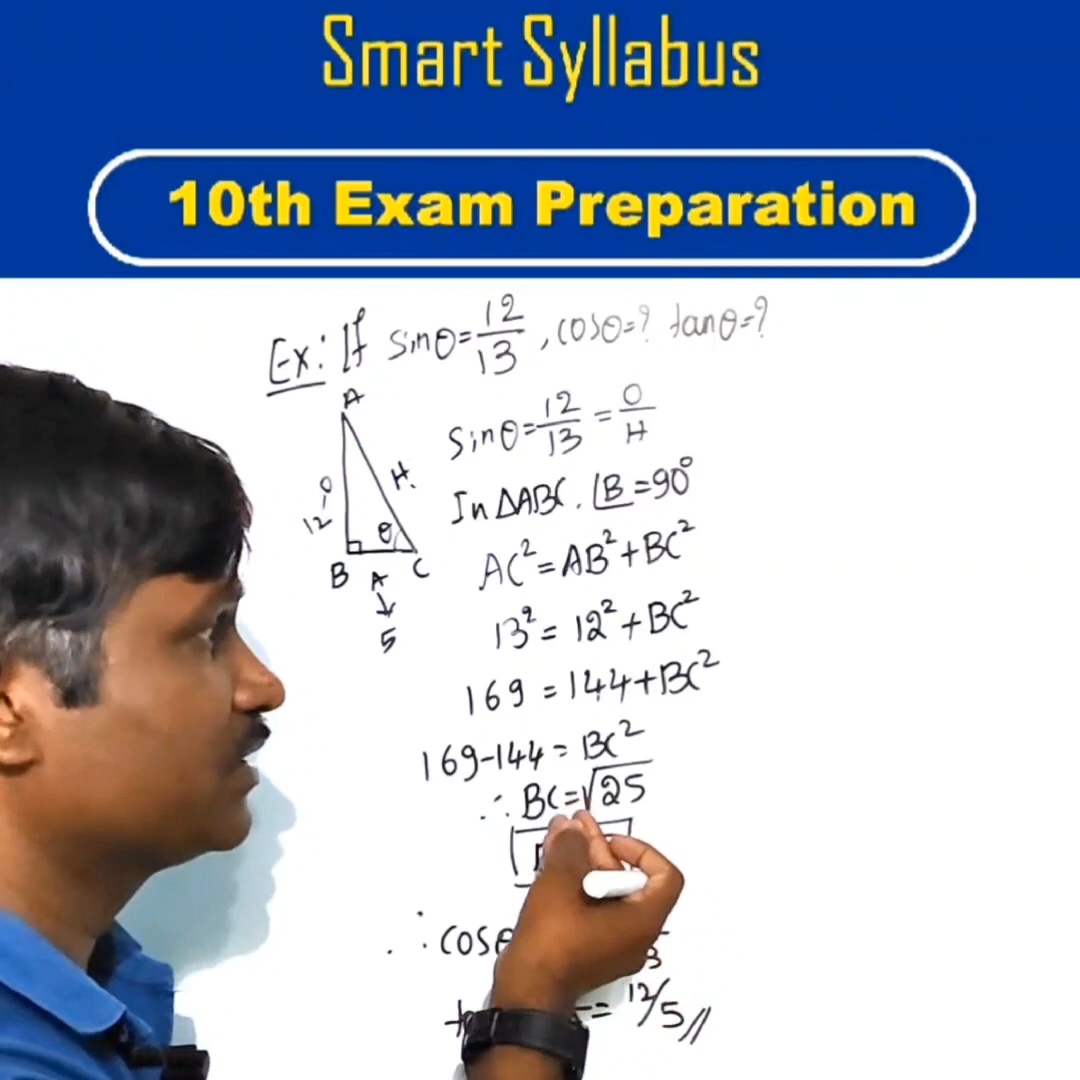 Smart Syllabus
10th Exam Preparation
Ex: If sinθ = 12/13, cosθ=? tanθ=?
A
sinθ = 12/13 = O/H
O
H.
12
θ
In ΔABC. ∠B = 90°
B A C
↓
5
AC² = AB² + BC²
13² = 12² + BC²
169 = 144 + BC²
169-144 = BC²
∴ BC = √25
∴ cosθ
= 12/5 //